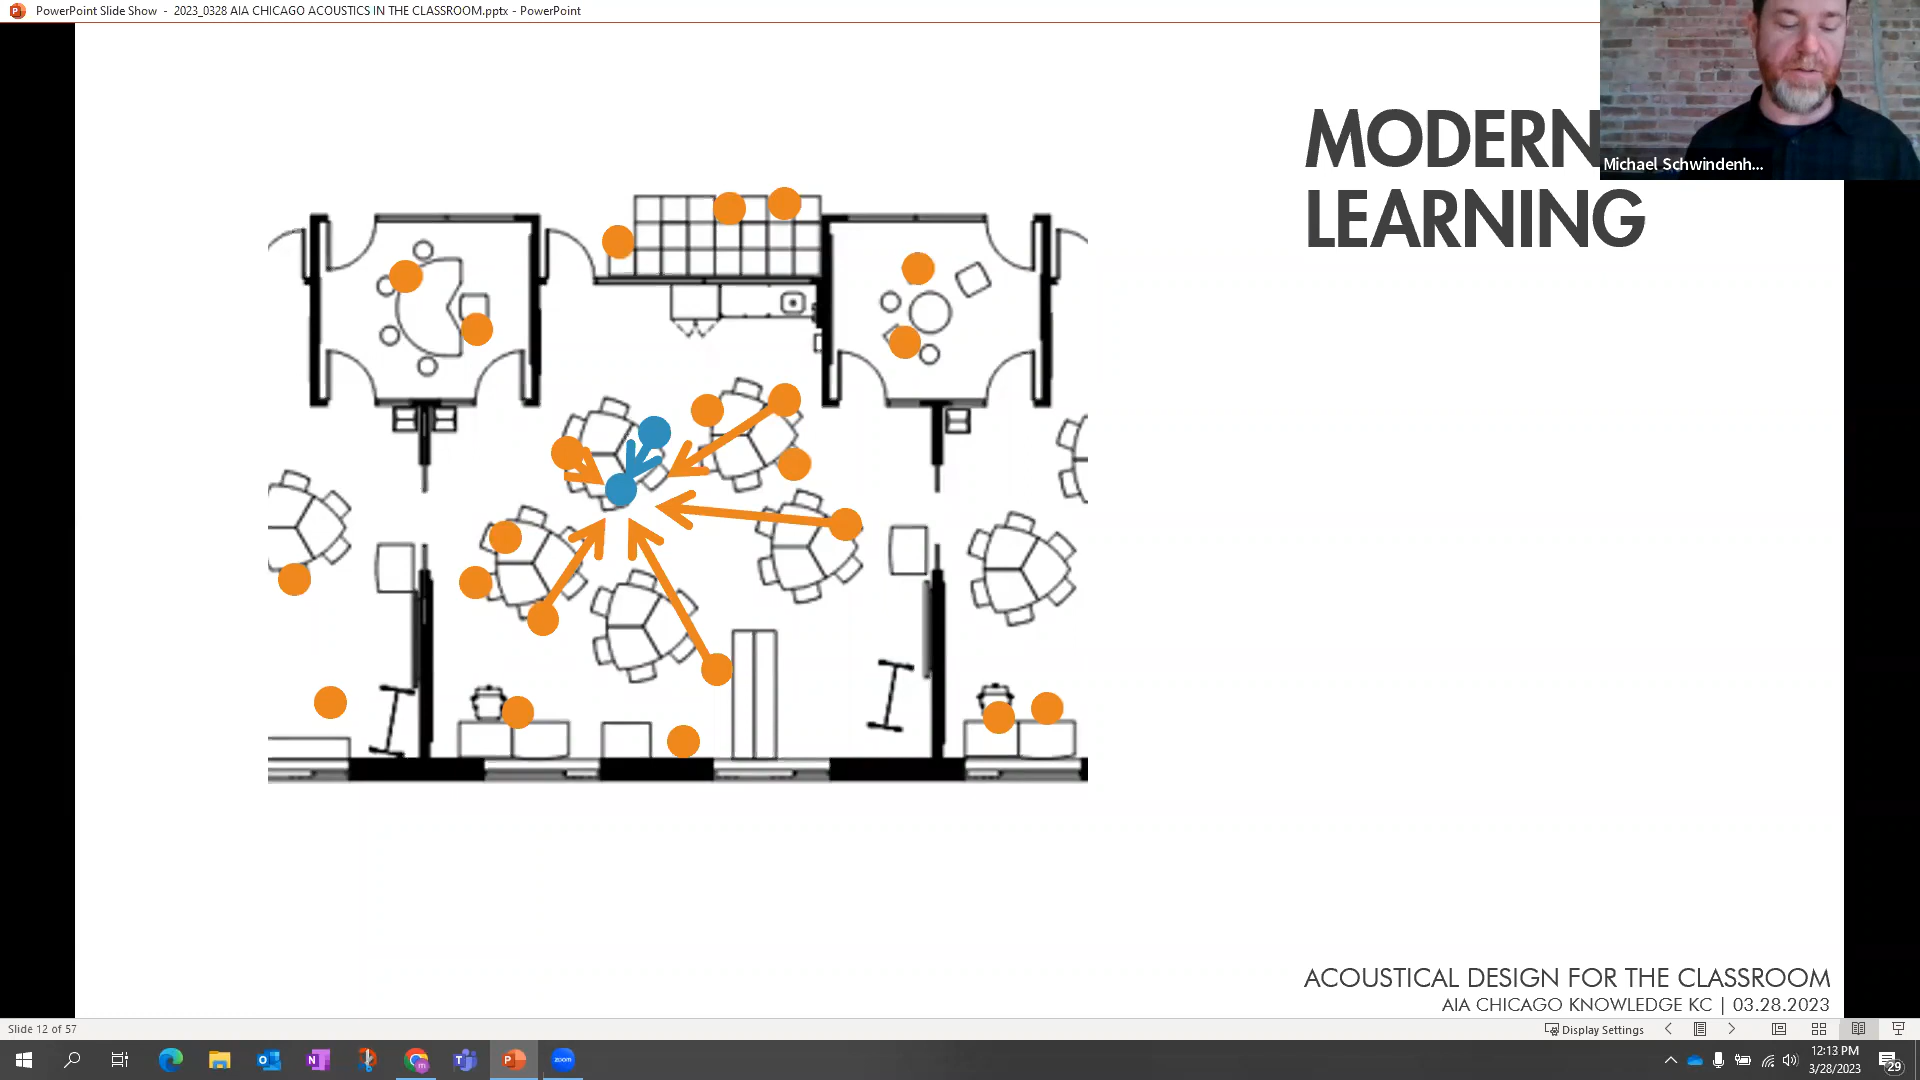 PowerPoint Slide Show - 2023_0328 AIA CHICAGO ACOUSTICS IN THE CLASSROOM.pptx - PowerPoint
MODERN
LEARNING
Michael Schwindenh...
ACOUSTICAL DESIGN FOR THE CLASSROOM
AIA CHICAGO KNOWLEDGE KC | 03.28.2023
Slide 12 of 57
Display Settings
zoom
12:13 PM
3/28/2023
29